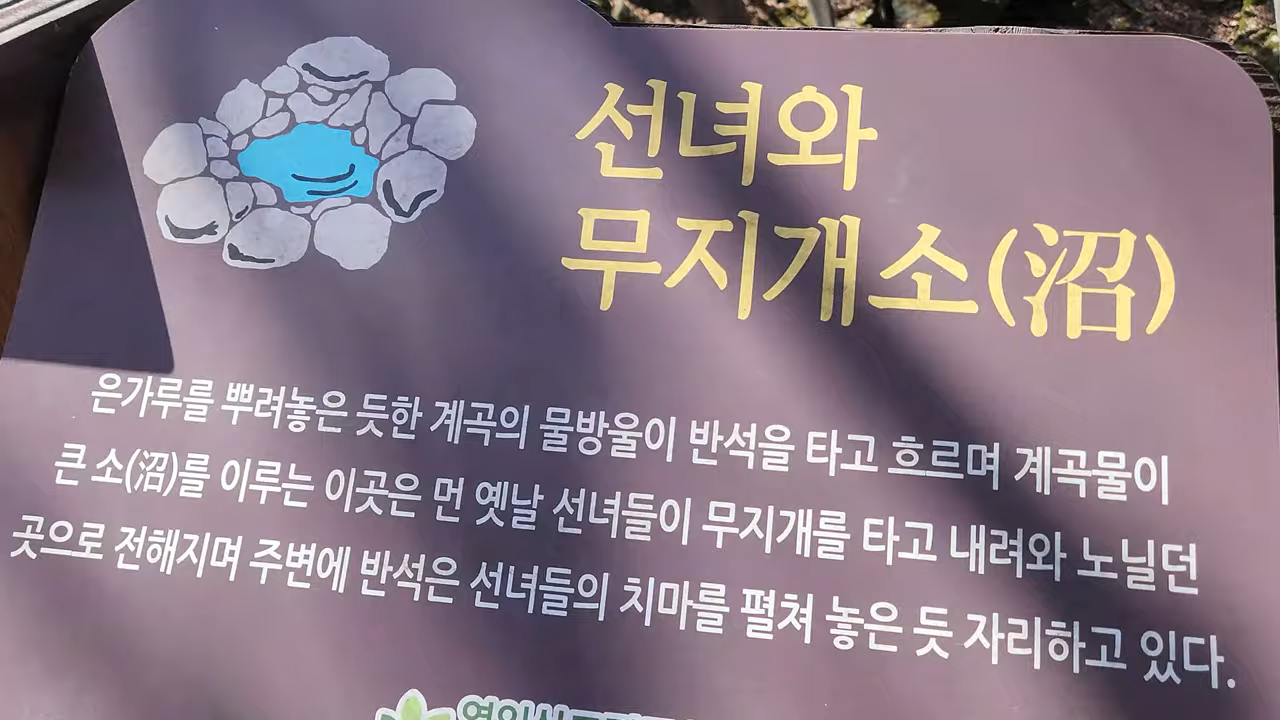 선녀와
무지개소(沼)
은가루를 뿌려놓은 듯한 계곡의 물방울이 반석을 타고 흐르며 계곡물이
큰 소(沼)를 이루는 이곳은 먼 옛날 선녀들이 무지개를 타고 내려와 노닐던
곳으로 전해지며 주변에 반석은 선녀들의 치마를 펼쳐 놓은 듯 자리하고 있다.